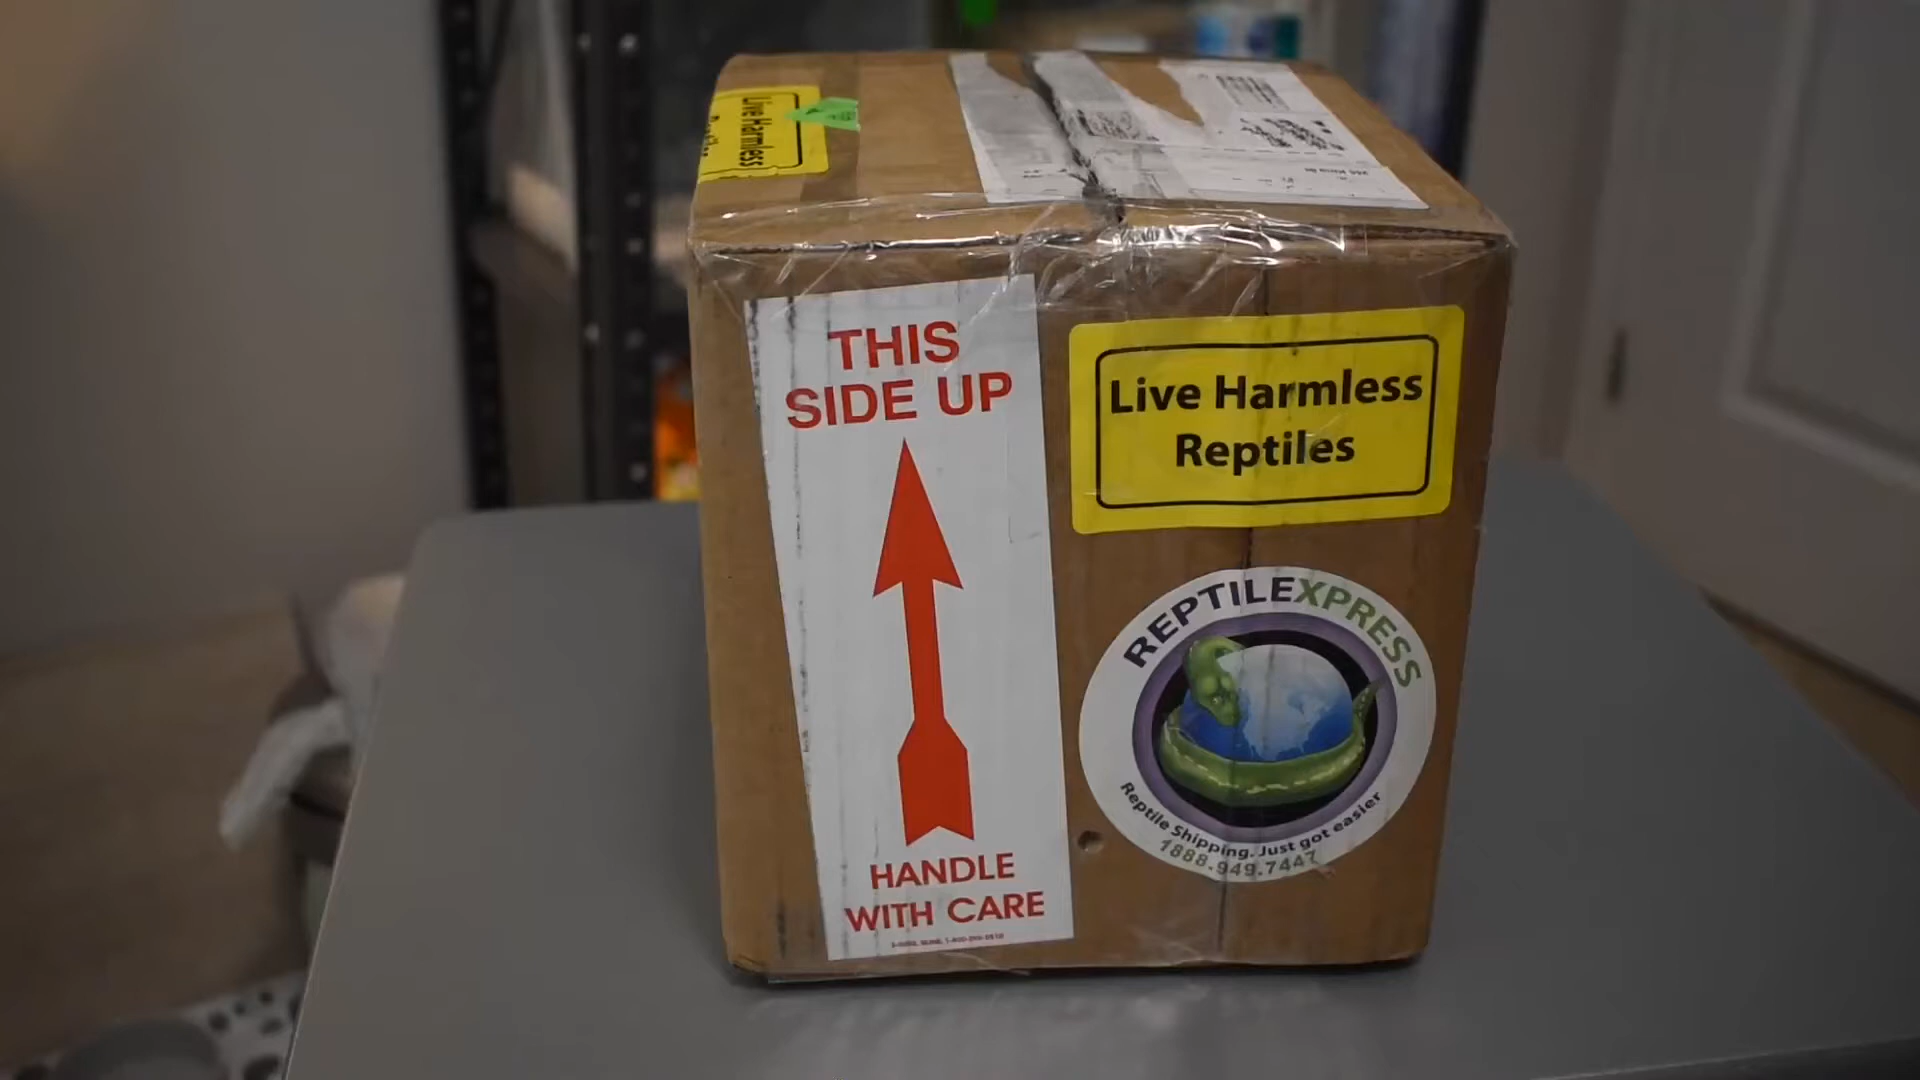 Live Harmless
THIS
SIDE UP
HANDLE
WITH CARE
Live Harmless
Reptiles
REPTILEXPRESS
Reptile Shipping. Just got easier
1888.949.7447